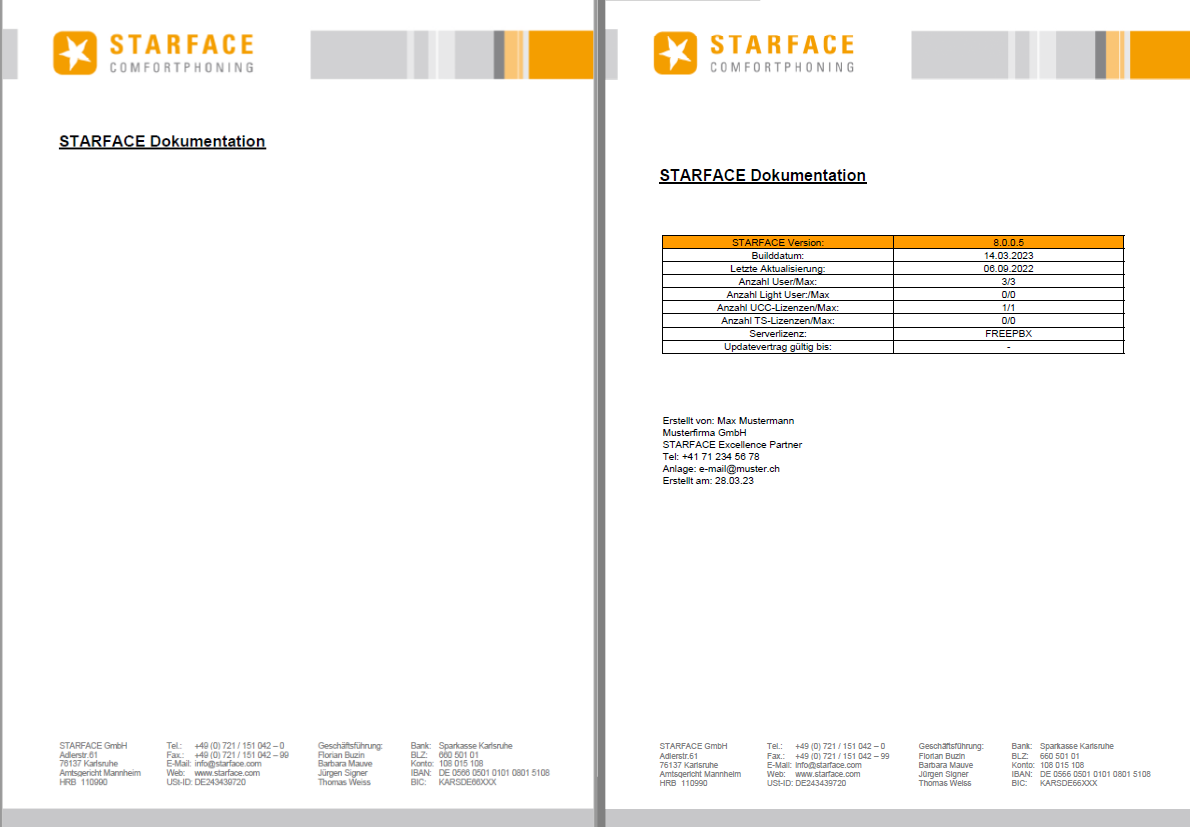 STARFACE
COMFORTPHONING
STARFACE Dokumentation
STARFACE GmbH
Adlerstr.61
76137 Karlsruhe
Amtsgericht Mannheim
HRB 110990
Tel.: +49 (0) 721 / 151 042 – 0
Fax.: +49 (0) 721 / 151 042 – 99
E-Mail: info@starface.com
Web: www.starface.com
USt-ID: DE243439720
Geschäftsführung:
Florian Buzin
Barbara Mauve
Jürgen Signer
Thomas Weiss
Bank: Sparkasse Karlsruhe
BLZ: 660 501 01
Konto: 108 015 108
IBAN: DE 0566 0501 0101 0801 5108
BIC: KARSDE66XXX
STARFACE
COMFORTPHONING
STARFACE Dokumentation
STARFACE Version: 8.0.0.5
Builddatum: 14.03.2023
Letzte Aktualisierung: 06.09.2022
Anzahl User/Max: 3/3
Anzahl Light User:/Max 0/0
Anzahl UCC-Lizenzen/Max: 1/1
Anzahl TS-Lizenzen/Max: 0/0
Serverlizenz: FREEPBX
Updatevertrag gültig bis: -
Erstellt von: Max Mustermann
Musterfirma GmbH
STARFACE Excellence Partner
Tel: +41 71 234 56 78
Anlage: e-mail@muster.ch
Erstellt am: 28.03.23
STARFACE GmbH
Adlerstr.61
76137 Karlsruhe
Amtsgericht Mannheim
HRB 110990
Tel.: +49 (0) 721 / 151 042 – 0
Fax.: +49 (0) 721 / 151 042 – 99
E-Mail: info@starface.com
Web: www.starface.com
USt-ID: DE243439720
Geschäftsführung:
Florian Buzin
Barbara Mauve
Jürgen Signer
Thomas Weiss
Bank: Sparkasse Karlsruhe
BLZ: 660 501 01
Konto: 108 015 108
IBAN: DE 0566 0501 0101 0801 5108
BIC: KARSDE66XXX